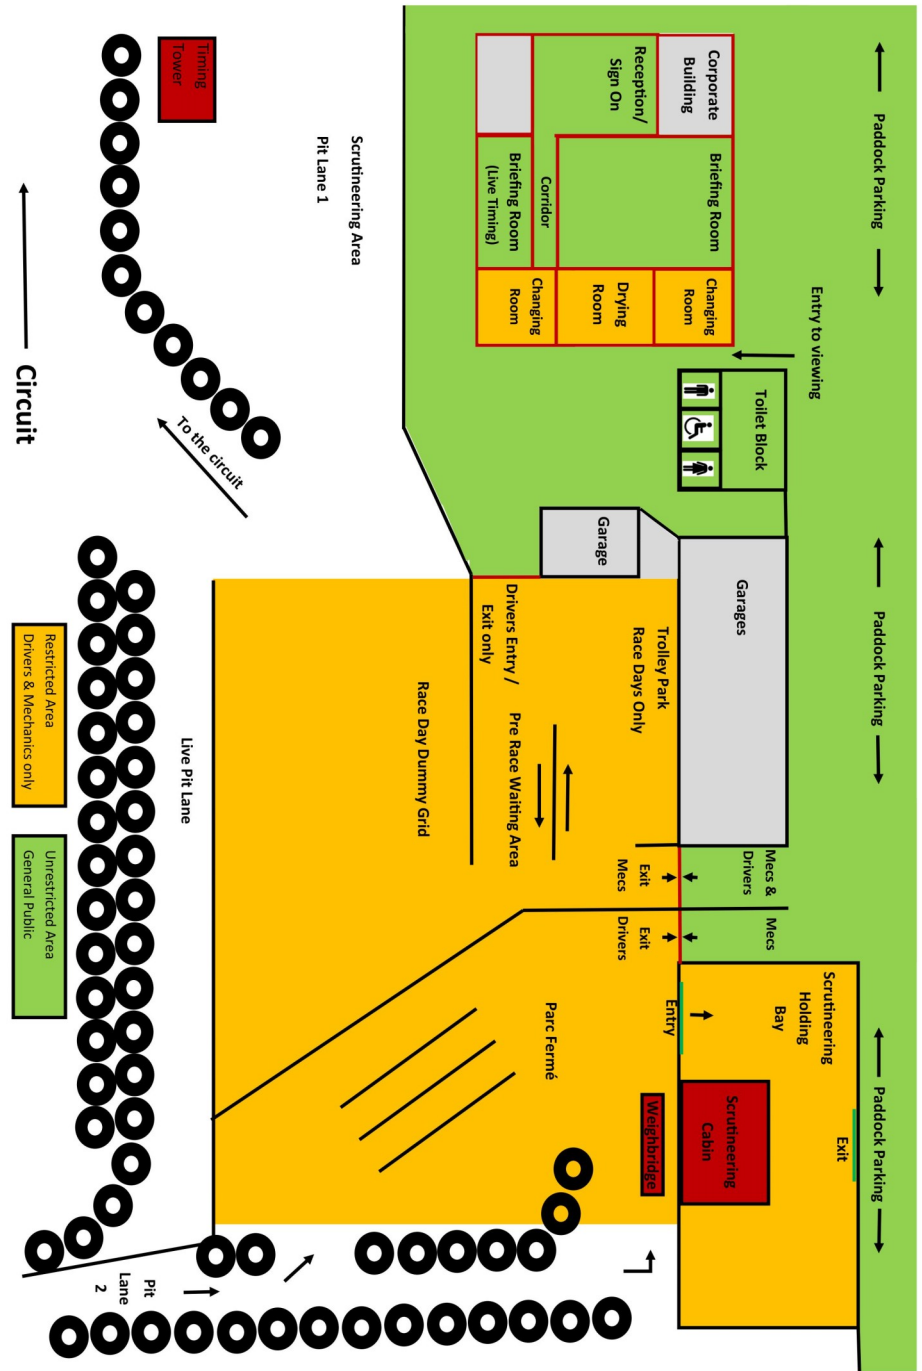 Paddock Parking
Paddock Parking
Paddock Parking
Entry to viewing
Corporate
Building
Briefing Room
Changing
Room
Reception/
Sign On
Drying
Room
Corridor
Briefing Room
(Live Timing)
Changing
Room
Toilet Block
Garages
Garage
Mecs &
Drivers
Mecs
Exit
Mecs
Exit
Drivers
Scrutineering
Holding
Bay
Exit
Entry
Scrutineering
Cabin
Weighbridge
Trolley Park
Race Days Only
Drivers Entry /
Exit only
Pre Race Waiting Area
Parc Fermé
Race Day Dummy Grid
Scrutineering Area
Pit Lane 1
Timing
Tower
To the circuit
Circuit
Live Pit Lane
Pit
Lane
2
Restricted Area
Drivers & Mechanics only
Unrestricted Area
General Public